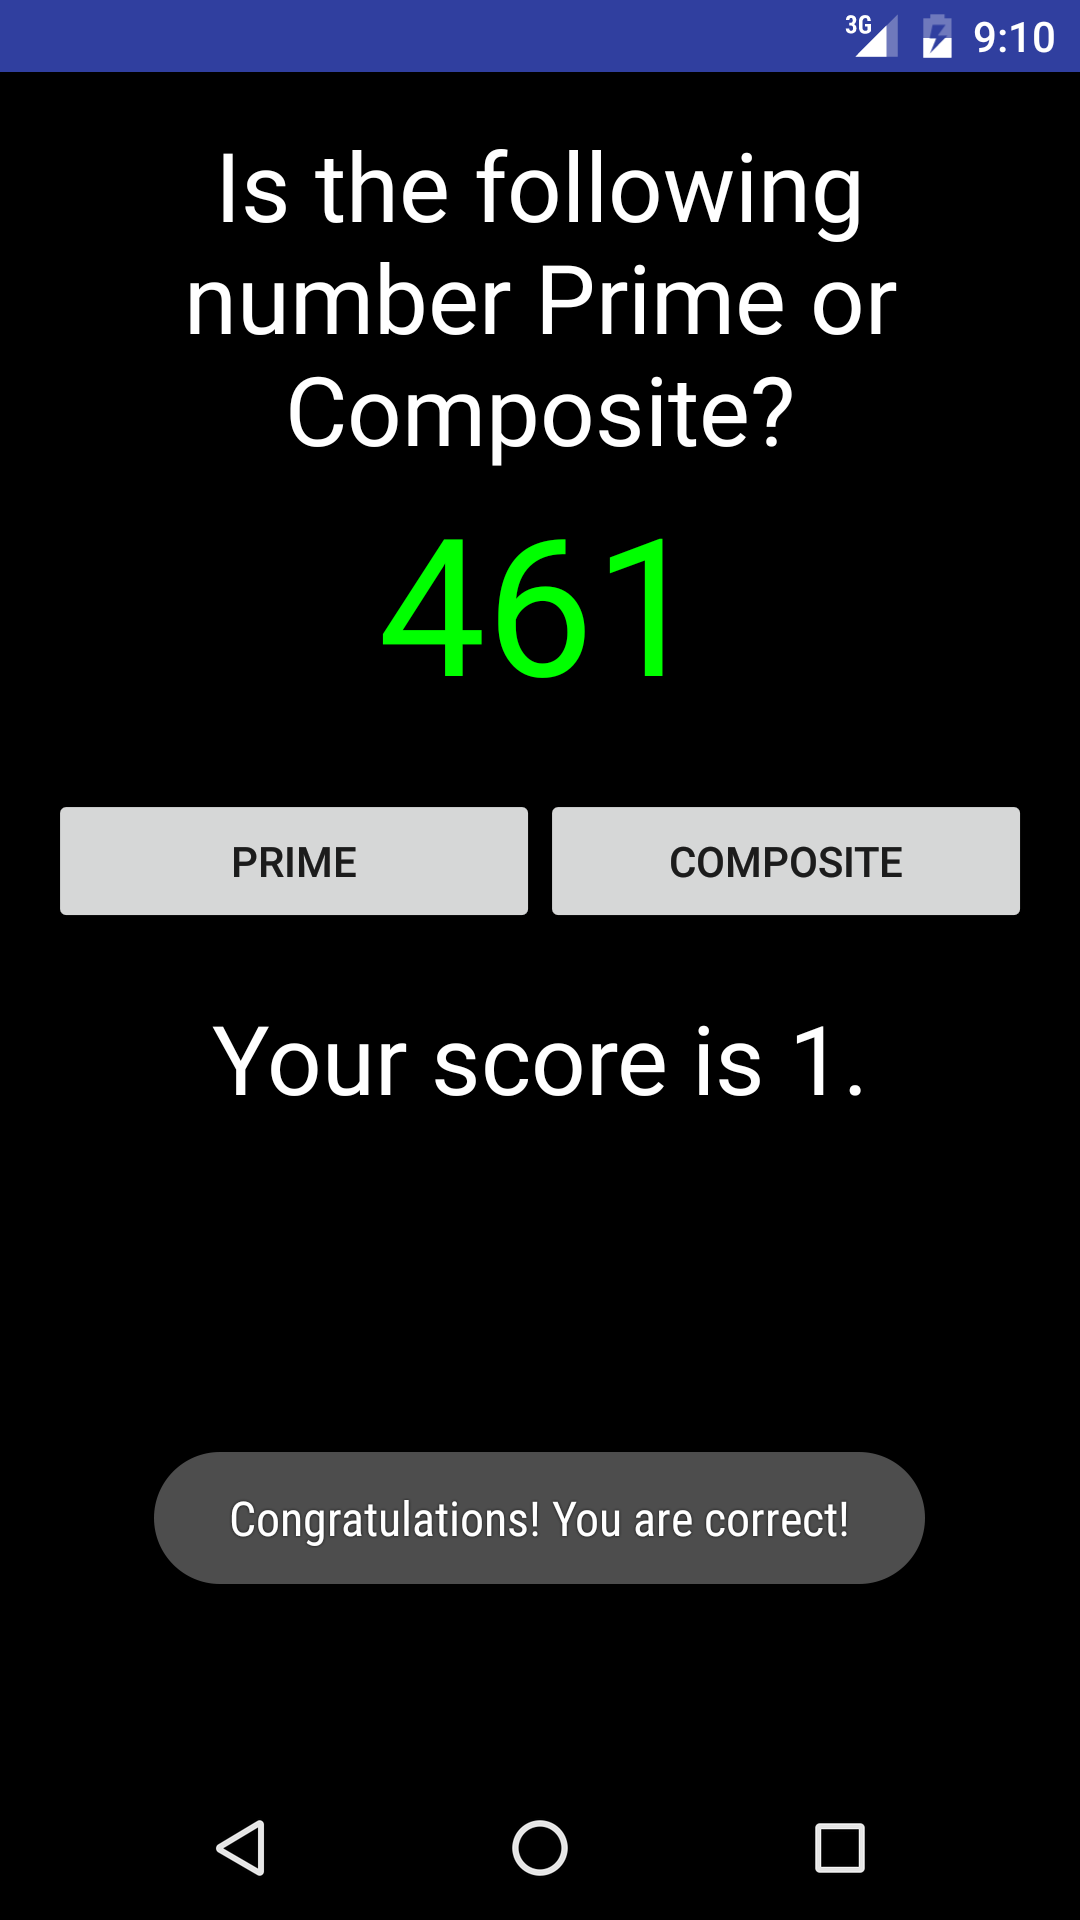 3G 9:10
Is the following
number Prime or
Composite?
461
PRIME COMPOSITE
Your score is 1.
Congratulations! You are correct!